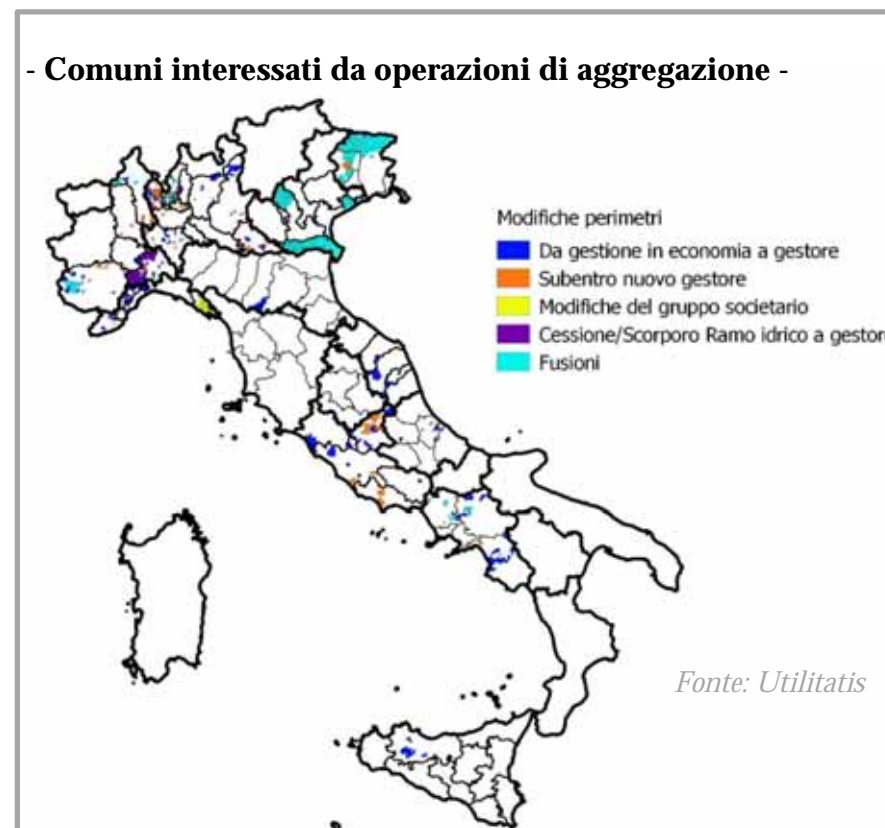 - Comuni interessati da operazioni di aggregazione -
Modifiche perimetri
Da gestione in economia a gestore
Subentro nuovo gestore
Modifiche del gruppo societario
Cessione/Scorporo Ramo idrico a gestore
Fusioni
Fonte: Utilitatis